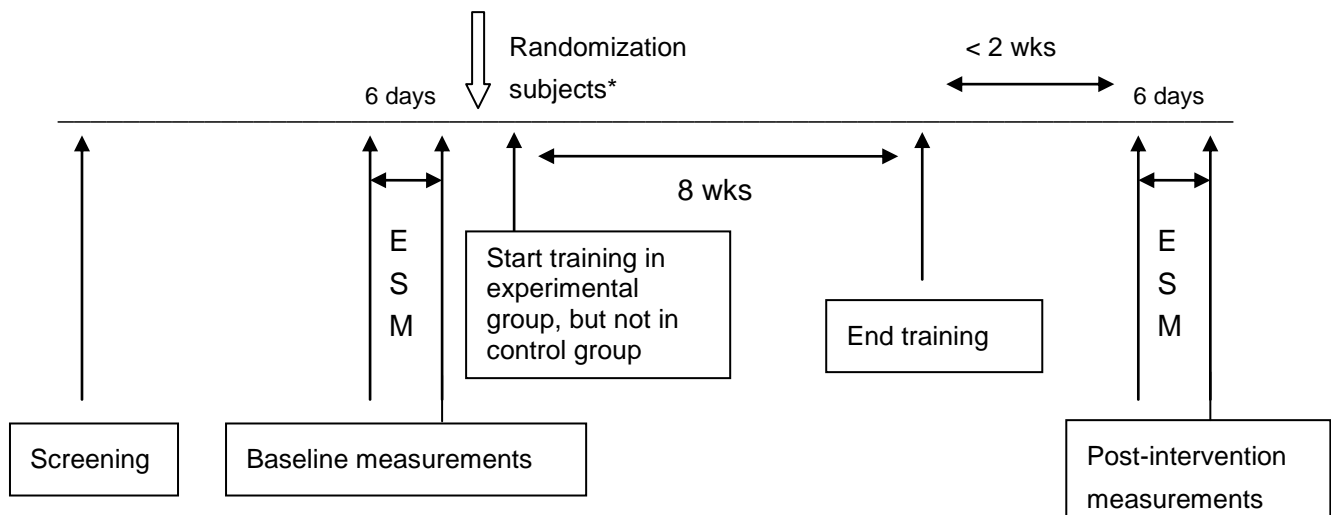 Randomization
subjects*
< 2 wks
6 days
6 days
8 wks
E
S
M
E
S
M
Start training in
experimental
group, but not in
control group
End training
Screening
Baseline measurements
Post-intervention
measurements